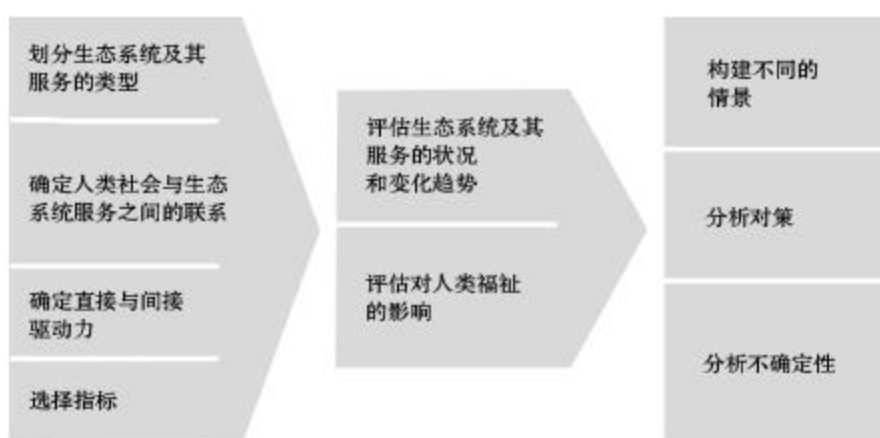 划分生态系统及其
服务的类型
确定人类社会与生态
系统服务之间的联系
确定直接与间接
驱动力
选择指标
评估生态系统及其
服务的状况
和变化趋势
评估对人类福祉
的影响
构建不同的
情景
分析对策
分析不确定性